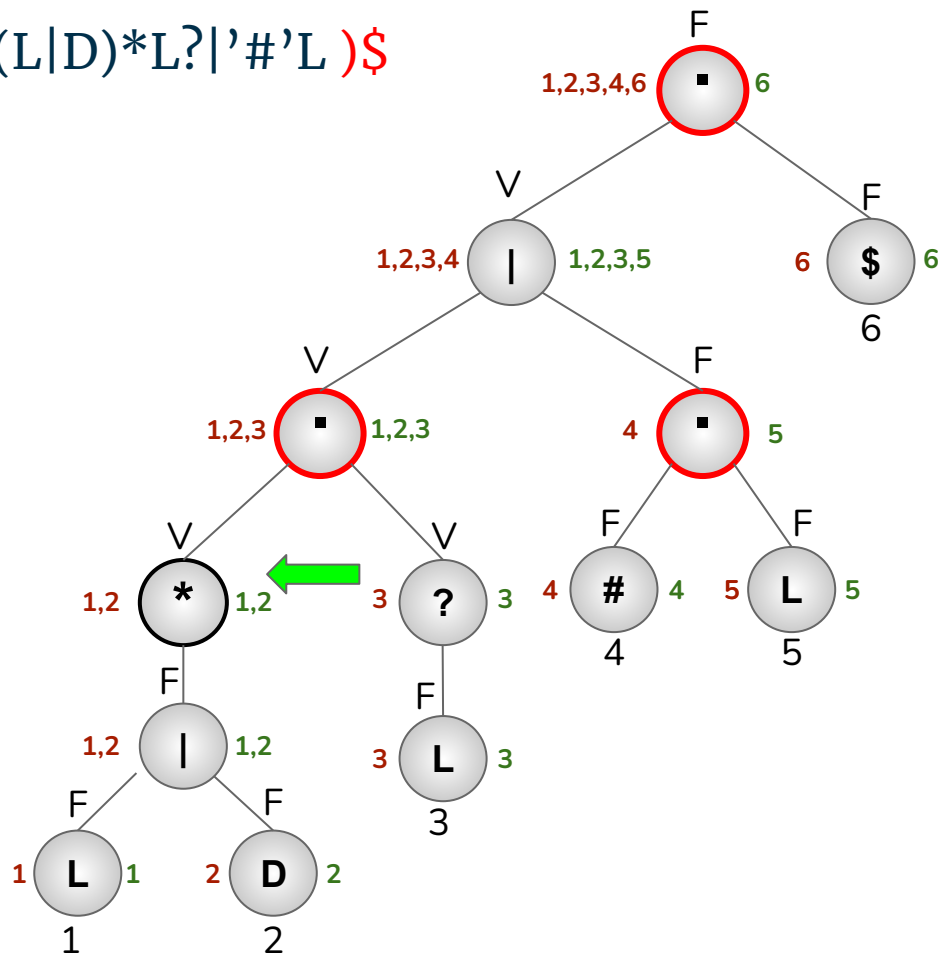 (L|D)*L?|’#’L )$
F
1,2,3,4,6 . 6
V F
1,2,3,4 | 1,2,3,5 6 $ 6
6
V F
1,2,3 . 1,2,3 4 . 5
V V F F
1,2 * 1,2 3 ? 3 4 # 4 5 L 5
4 5
F F
1,2 | 1,2 3 L 3
3
F F
1 L 1 2 D 2
1 2